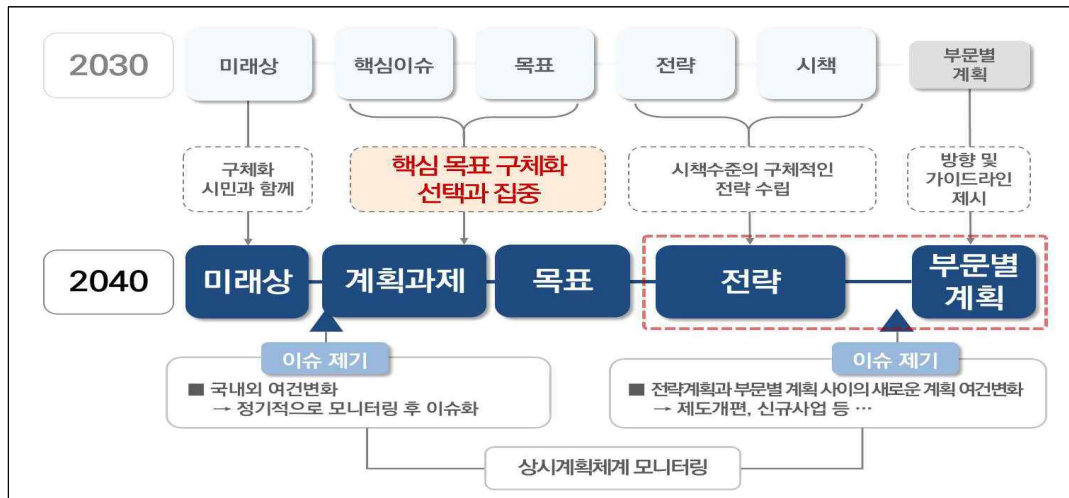 2030
미래상
핵심이슈
목표
전략
시책
부문별
계획
구체화
시민과 함께
핵심 목표 구체화
선택과 집중
시책수준의 구체적인
전략 수립
방향 및
가이드라인
제시
2040
미래상
계획과제
목표
전략
부문별
계획
이슈 제기
■ 국내외 여건변화
→ 정기적으로 모니터링 후 이슈화
이슈 제기
■ 전략계획과 부문별 계획 사이의 새로운 계획 여건변화
→ 제도개편, 신규사업 등 …
상시계획체계 모니터링